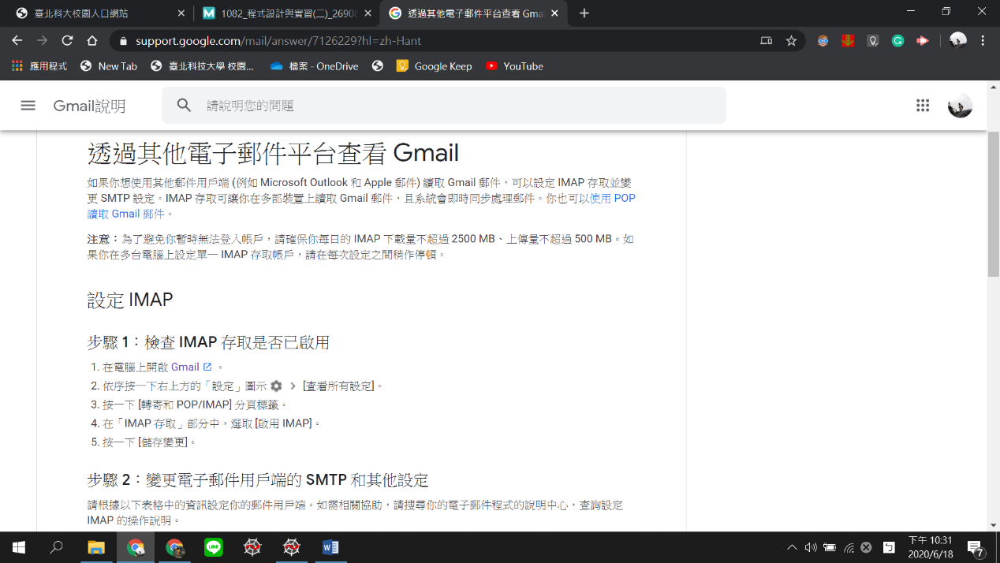 臺北科大校園入口網站
1082_程式設計與實習(二)_2690
透過其他電子郵件平台查看 Gma
support.google.com/mail/answer/7126229?hl=zh-Hant
應用程式
New Tab
臺北科技大學 校園...
檔案 - OneDrive
Google Keep
YouTube
Gmail說明
請說明您的問題
透過其他電子郵件平台查看 Gmail
如果你想使用其他郵件用戶端 (例如 Microsoft Outlook 和 Apple 郵件) 讀取 Gmail 郵件，可以設定 IMAP 存取並變
更 SMTP 設定。IMAP 存取可讓你在多部裝置上讀取 Gmail 郵件，且系統會即時同步處理郵件。你也可以使用 POP
讀取 Gmail 郵件。
注意：為了避免你暫時無法登入帳戶，請確保你每日的 IMAP 下載量不超過 2500 MB、上傳量不超過 500 MB。如
果你在多台電腦上設定單一 IMAP 存取帳戶，請在每次設定之間稍作停頓。
設定 IMAP
步驟 1：檢查 IMAP 存取是否已啟用
1. 在電腦上開啟 Gmail 。
2. 依序按一下右上方的「設定」圖示 > [查看所有設定]。
3. 按一下 [轉寄和 POP/IMAP] 分頁標籤。
4. 在「IMAP 存取」部分中，選取 [啟用 IMAP]。
5. 按一下 [儲存變更]。
步驟 2：變更電子郵件用戶端的 SMTP 和其他設定
請根據以下表格中的資訊設定你的郵件用戶端。如需相關協助，請搜尋你的電子郵件程式的說明中心，查詢設定
IMAP 的操作說明。
LINE
下午 10:31
2020/6/18
7